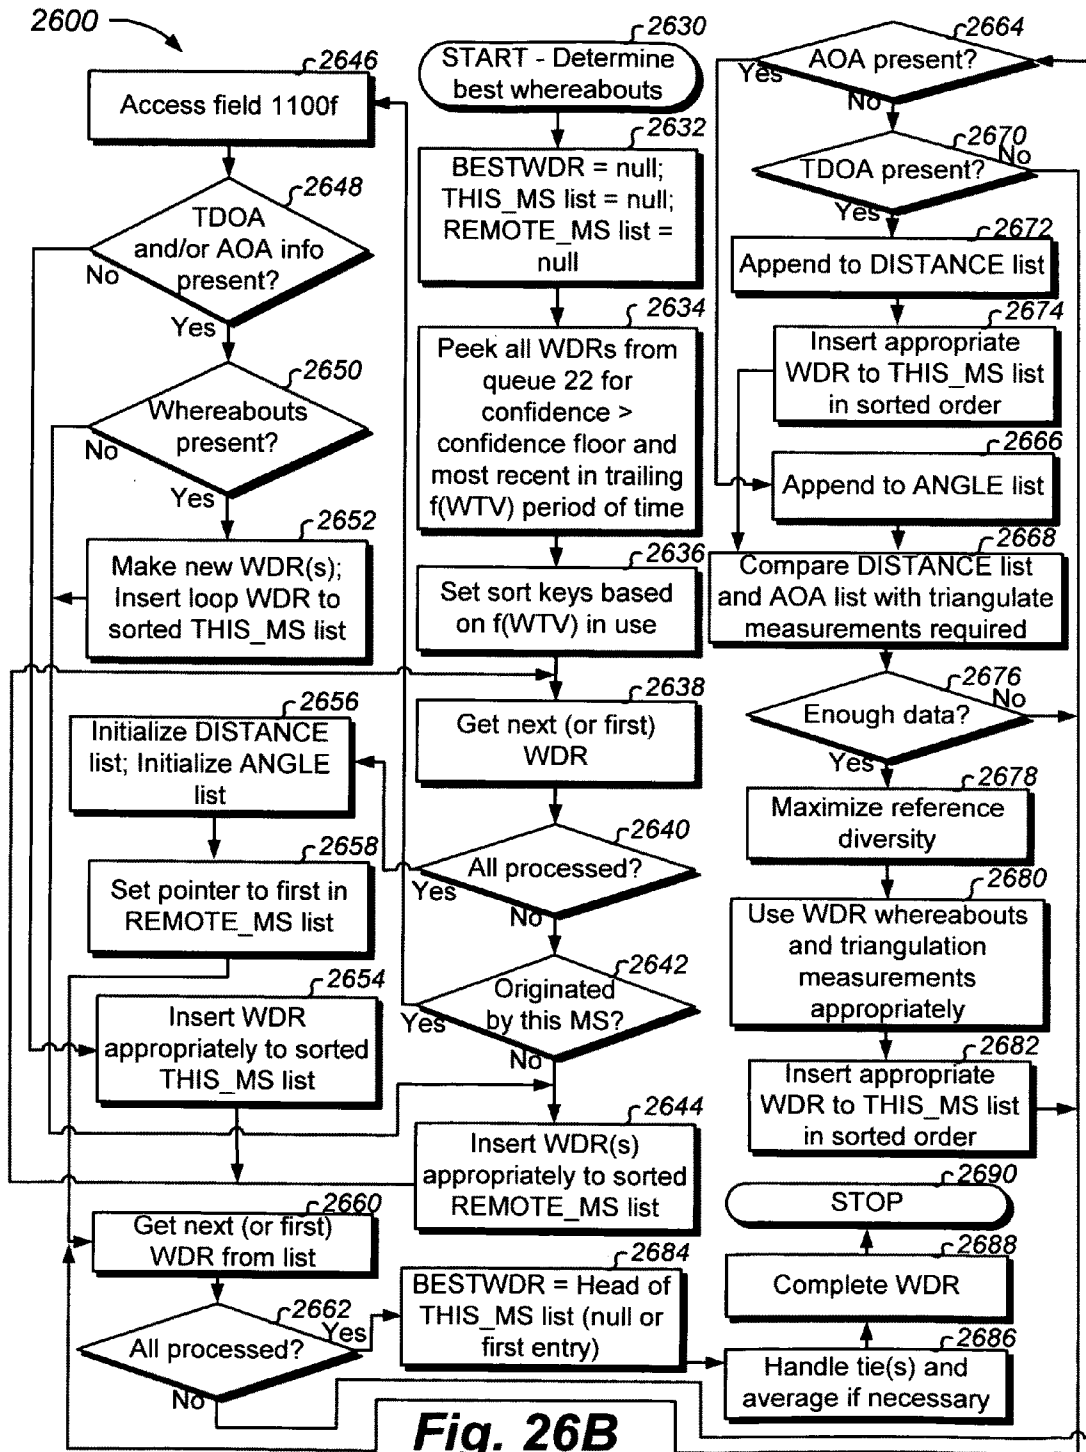 2600
2646
Access field 1100f
2648
TDOA
and/or AOA info
present?
No
Yes
2650
Whereabouts
present?
No
Yes
2652
Make new WDR(s);
Insert loop WDR to
sorted THIS_MS list
2656
Initialize DISTANCE
list; Initialize ANGLE
list
2658
Set pointer to first in
REMOTE_MS list
2654
Insert WDR
appropriately to sorted
THIS_MS list
2660
Get next (or first)
WDR from list
2662
All processed?
Yes
No
2630
START - Determine
best whereabouts
2632
BESTWDR = null;
THIS_MS list = null;
REMOTE_MS list =
null
2634
Peek all WDRs from
queue 22 for
confidence >
confidence floor and
most recent in trailing
f(WTV) period of time
2636
Set sort keys based
on f(WTV) in use
2638
Get next (or first)
WDR
2640
All processed?
Yes
No
2642
Originated
by this MS?
Yes
No
2644
Insert WDR(s)
appropriately to sorted
REMOTE_MS list
2684
BESTWDR = Head of
THIS_MS list (null or
first entry)
2664
AOA present?
Yes
No
2670
TDOA present?
No
Yes
2672
Append to DISTANCE list
2674
Insert appropriate
WDR to THIS_MS list
in sorted order
2666
Append to ANGLE list
2668
Compare DISTANCE list
and AOA list with triangulate
measurements required
2676
Enough data?
No
Yes
2678
Maximize reference
diversity
2680
Use WDR whereabouts
and triangulation
measurements
appropriately
2682
Insert appropriate
WDR to THIS_MS list
in sorted order
2690
STOP
2688
Complete WDR
2686
Handle tie(s) and
average if necessary
Fig. 26B